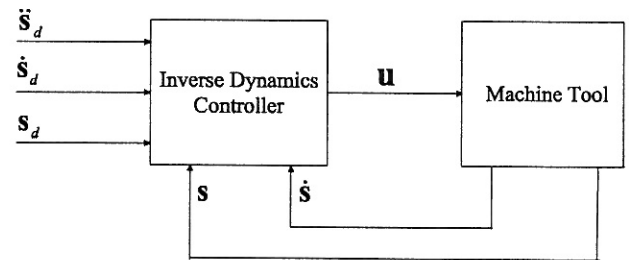 s̈_d
ṡ_d
s_d
Inverse Dynamics
Controller
u
Machine Tool
s
ṡ